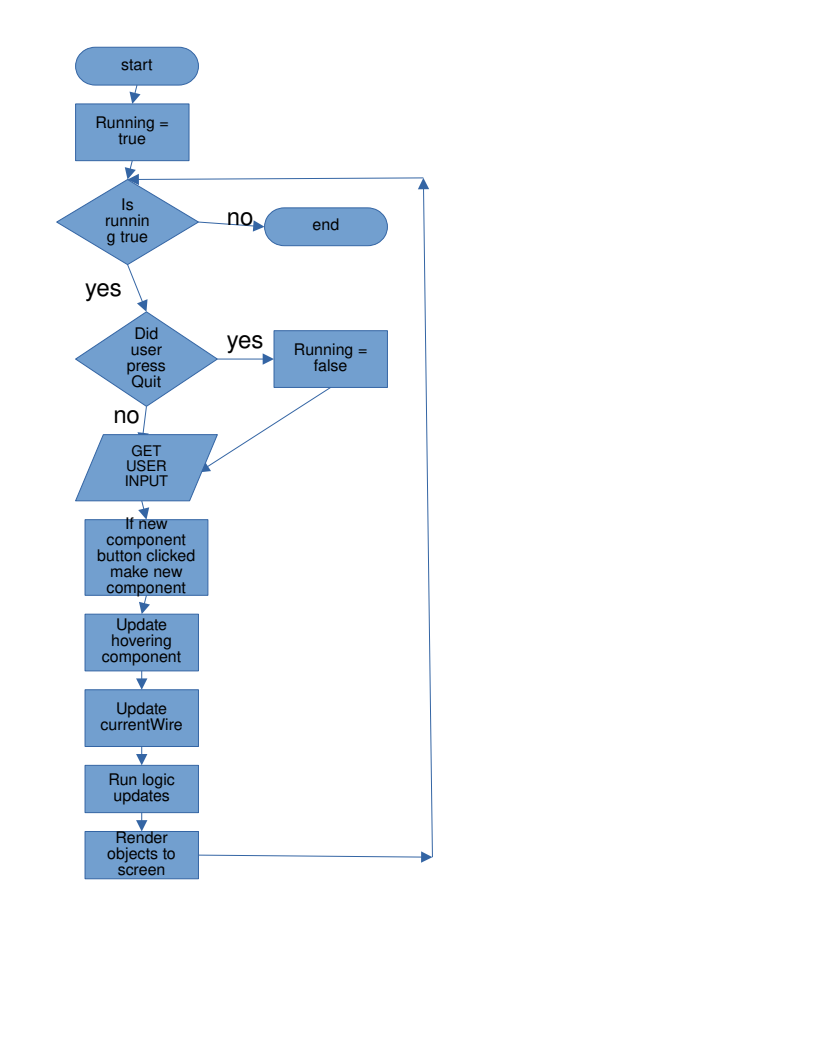 start
Running =
true
Is
runnin
g true
no
end
yes
Did
user
press
Quit
yes
Running =
false
no
GET
USER
INPUT
If new
component
button clicked
make new
component
Update
hovering
component
Update
currentWire
Run logic
updates
Render
objects to
screen